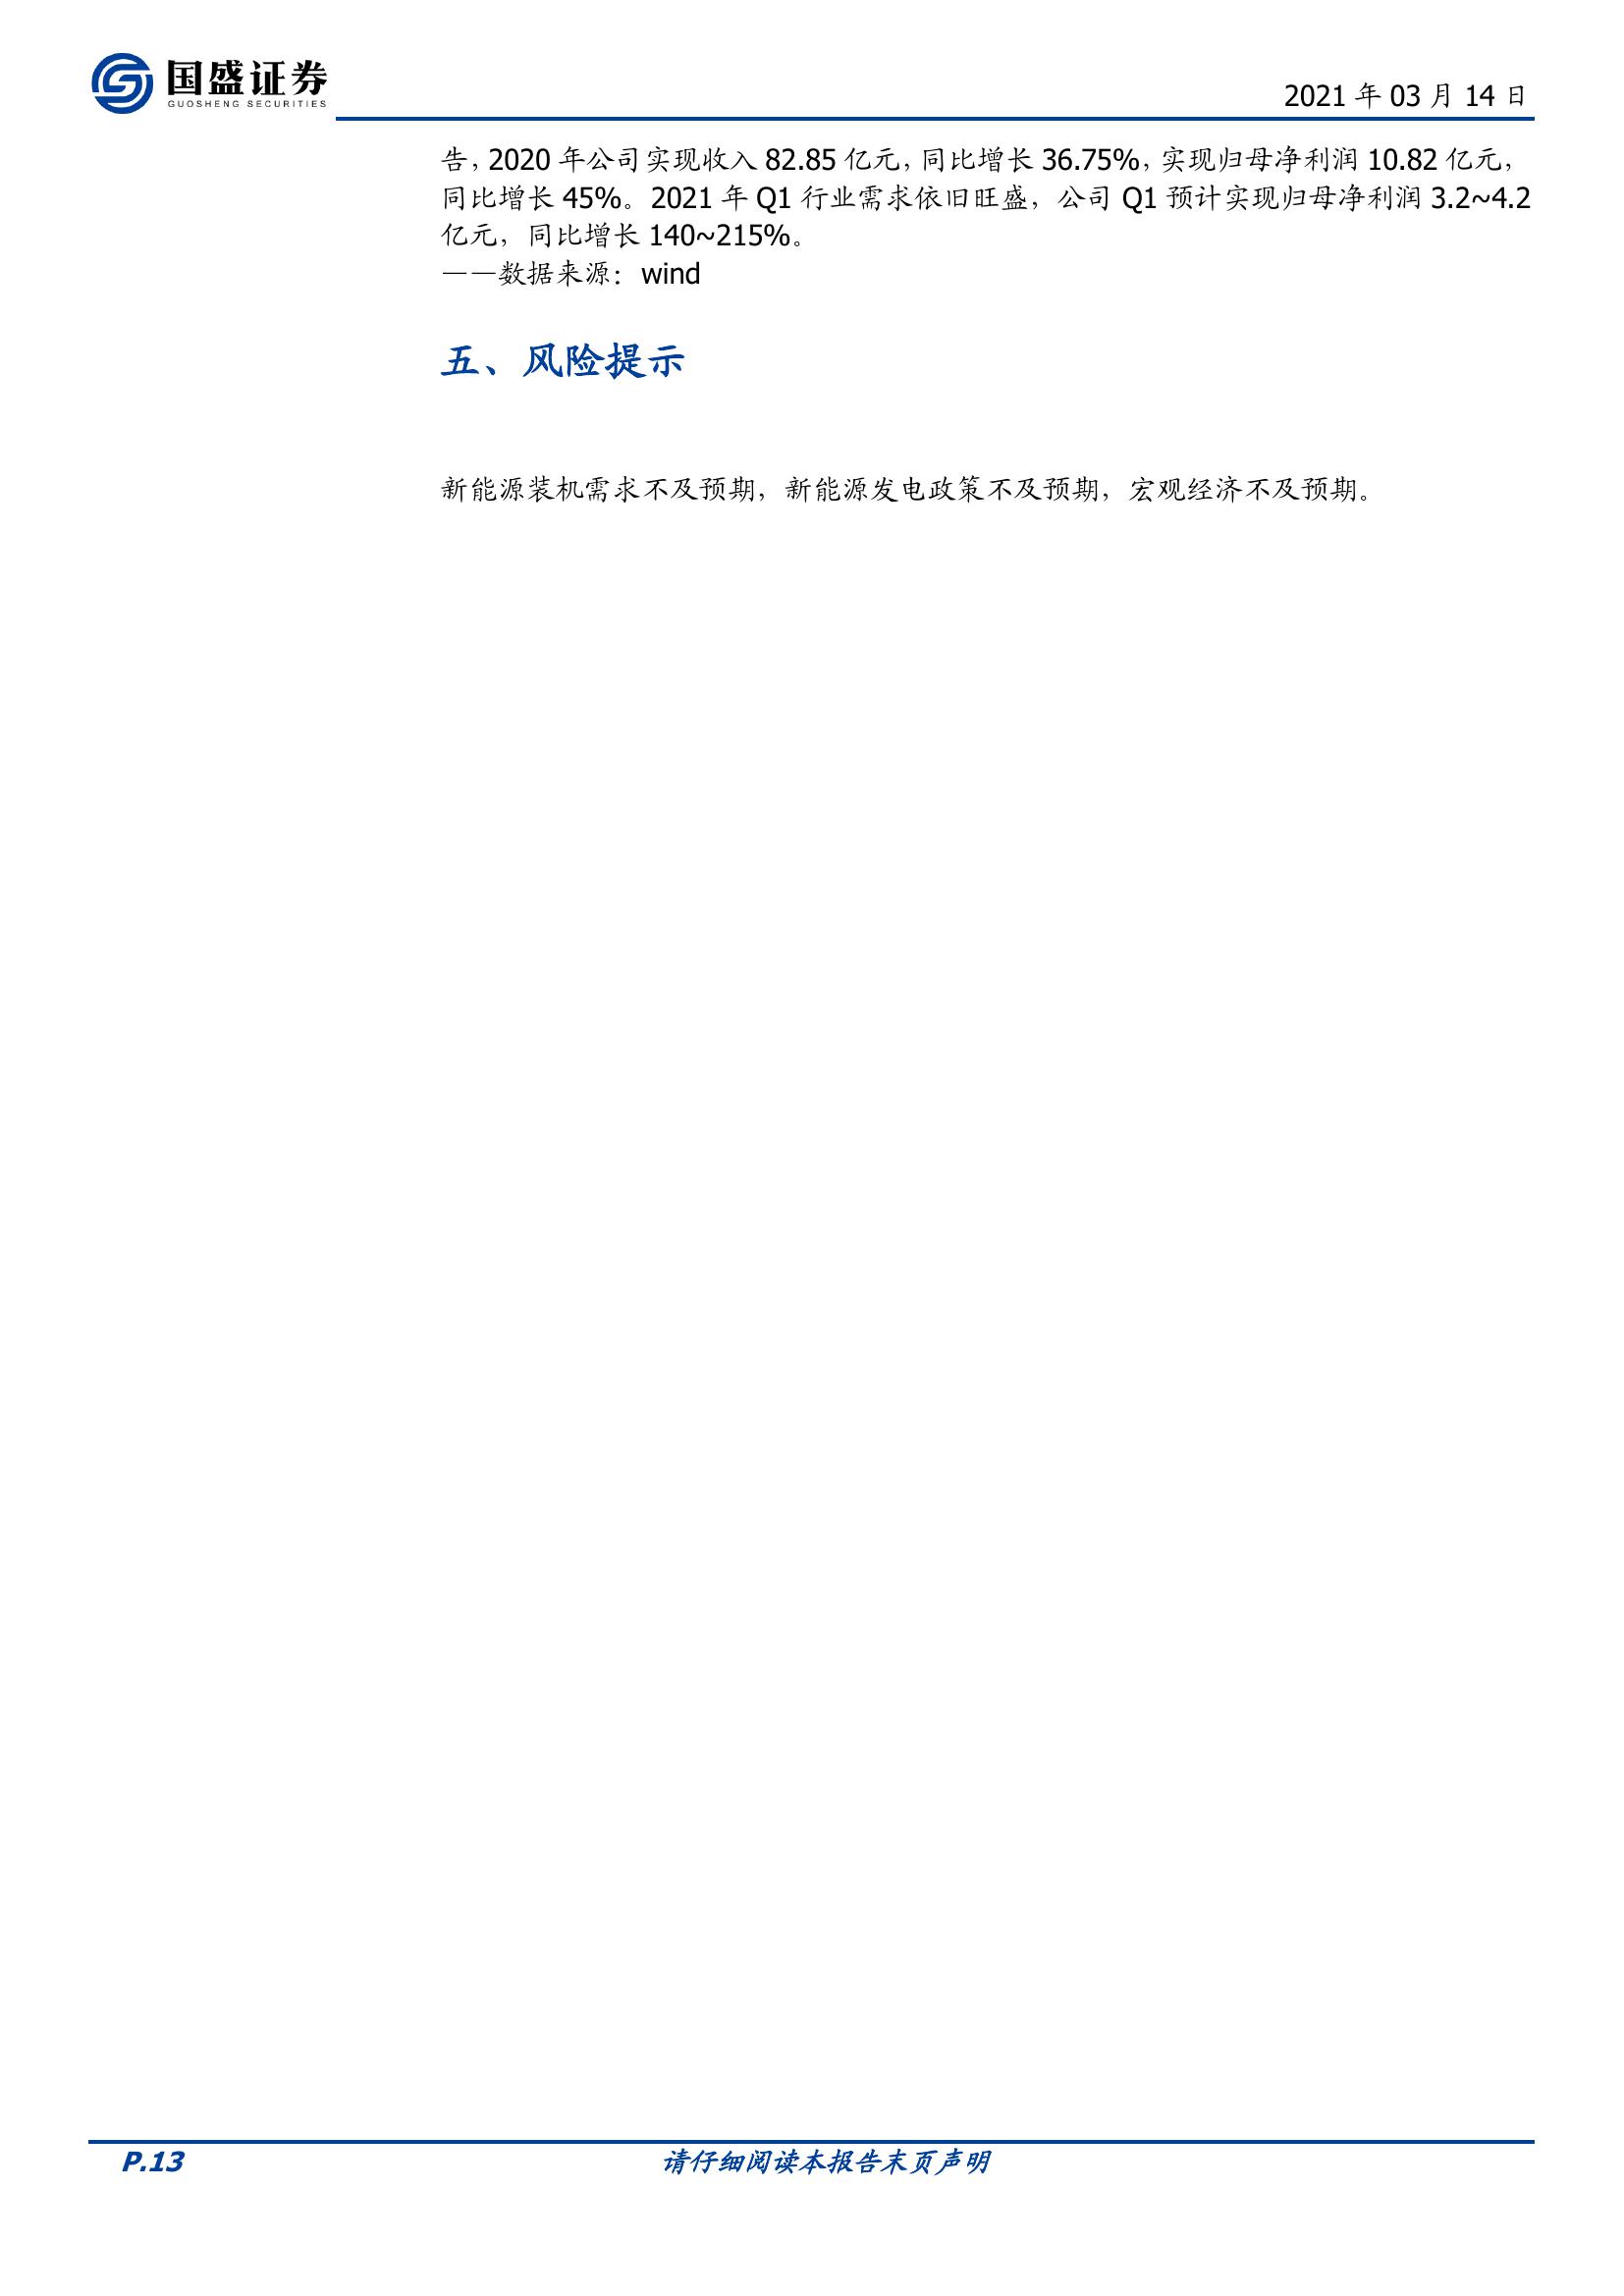 国盛证券
GUOSHENG SECURITIES
2021 年 03 月 14 日
告，2020 年公司实现收入 82.85 亿元，同比增长 36.75%，实现归母净利润 10.82 亿元，
同比增长 45%。2021 年 Q1 行业需求依旧旺盛，公司 Q1 预计实现归母净利润 3.2~4.2
亿元，同比增长 140~215%。
——数据来源：wind
五、风险提示
新能源装机需求不及预期，新能源发电政策不及预期，宏观经济不及预期。
P.13
请仔细阅读本报告末页声明